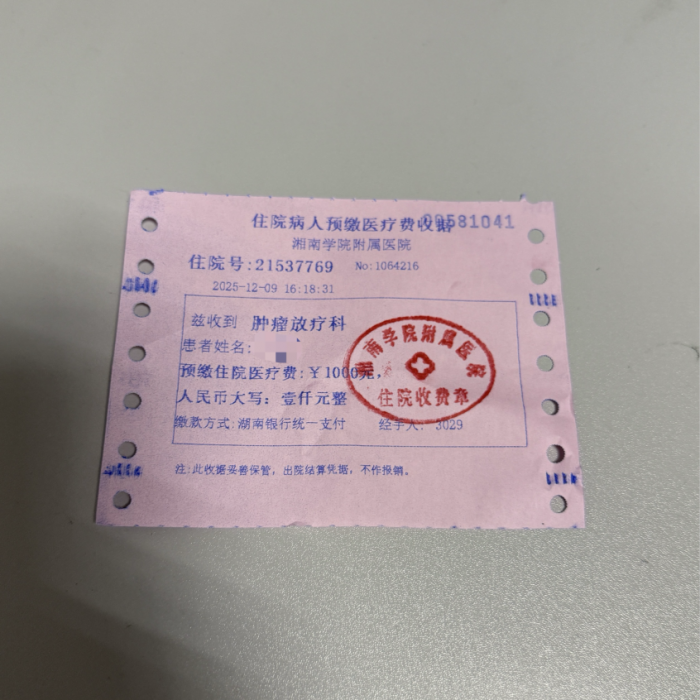 住院病人预缴医疗费收据 00581041
湘南学院附属医院
住院号:21537769 No:1064216
2025-12-09 16:18:31
兹收到 肿瘤放疗科
患者姓名:
预缴住院医疗费:￥1000元,
人民币大写: 壹仟元整
缴款方式:湖南银行统一支付 经手人: 3029
注:此收据妥善保管, 出院结算凭据, 不作报销。
湘南学院附属医院
住院收费章